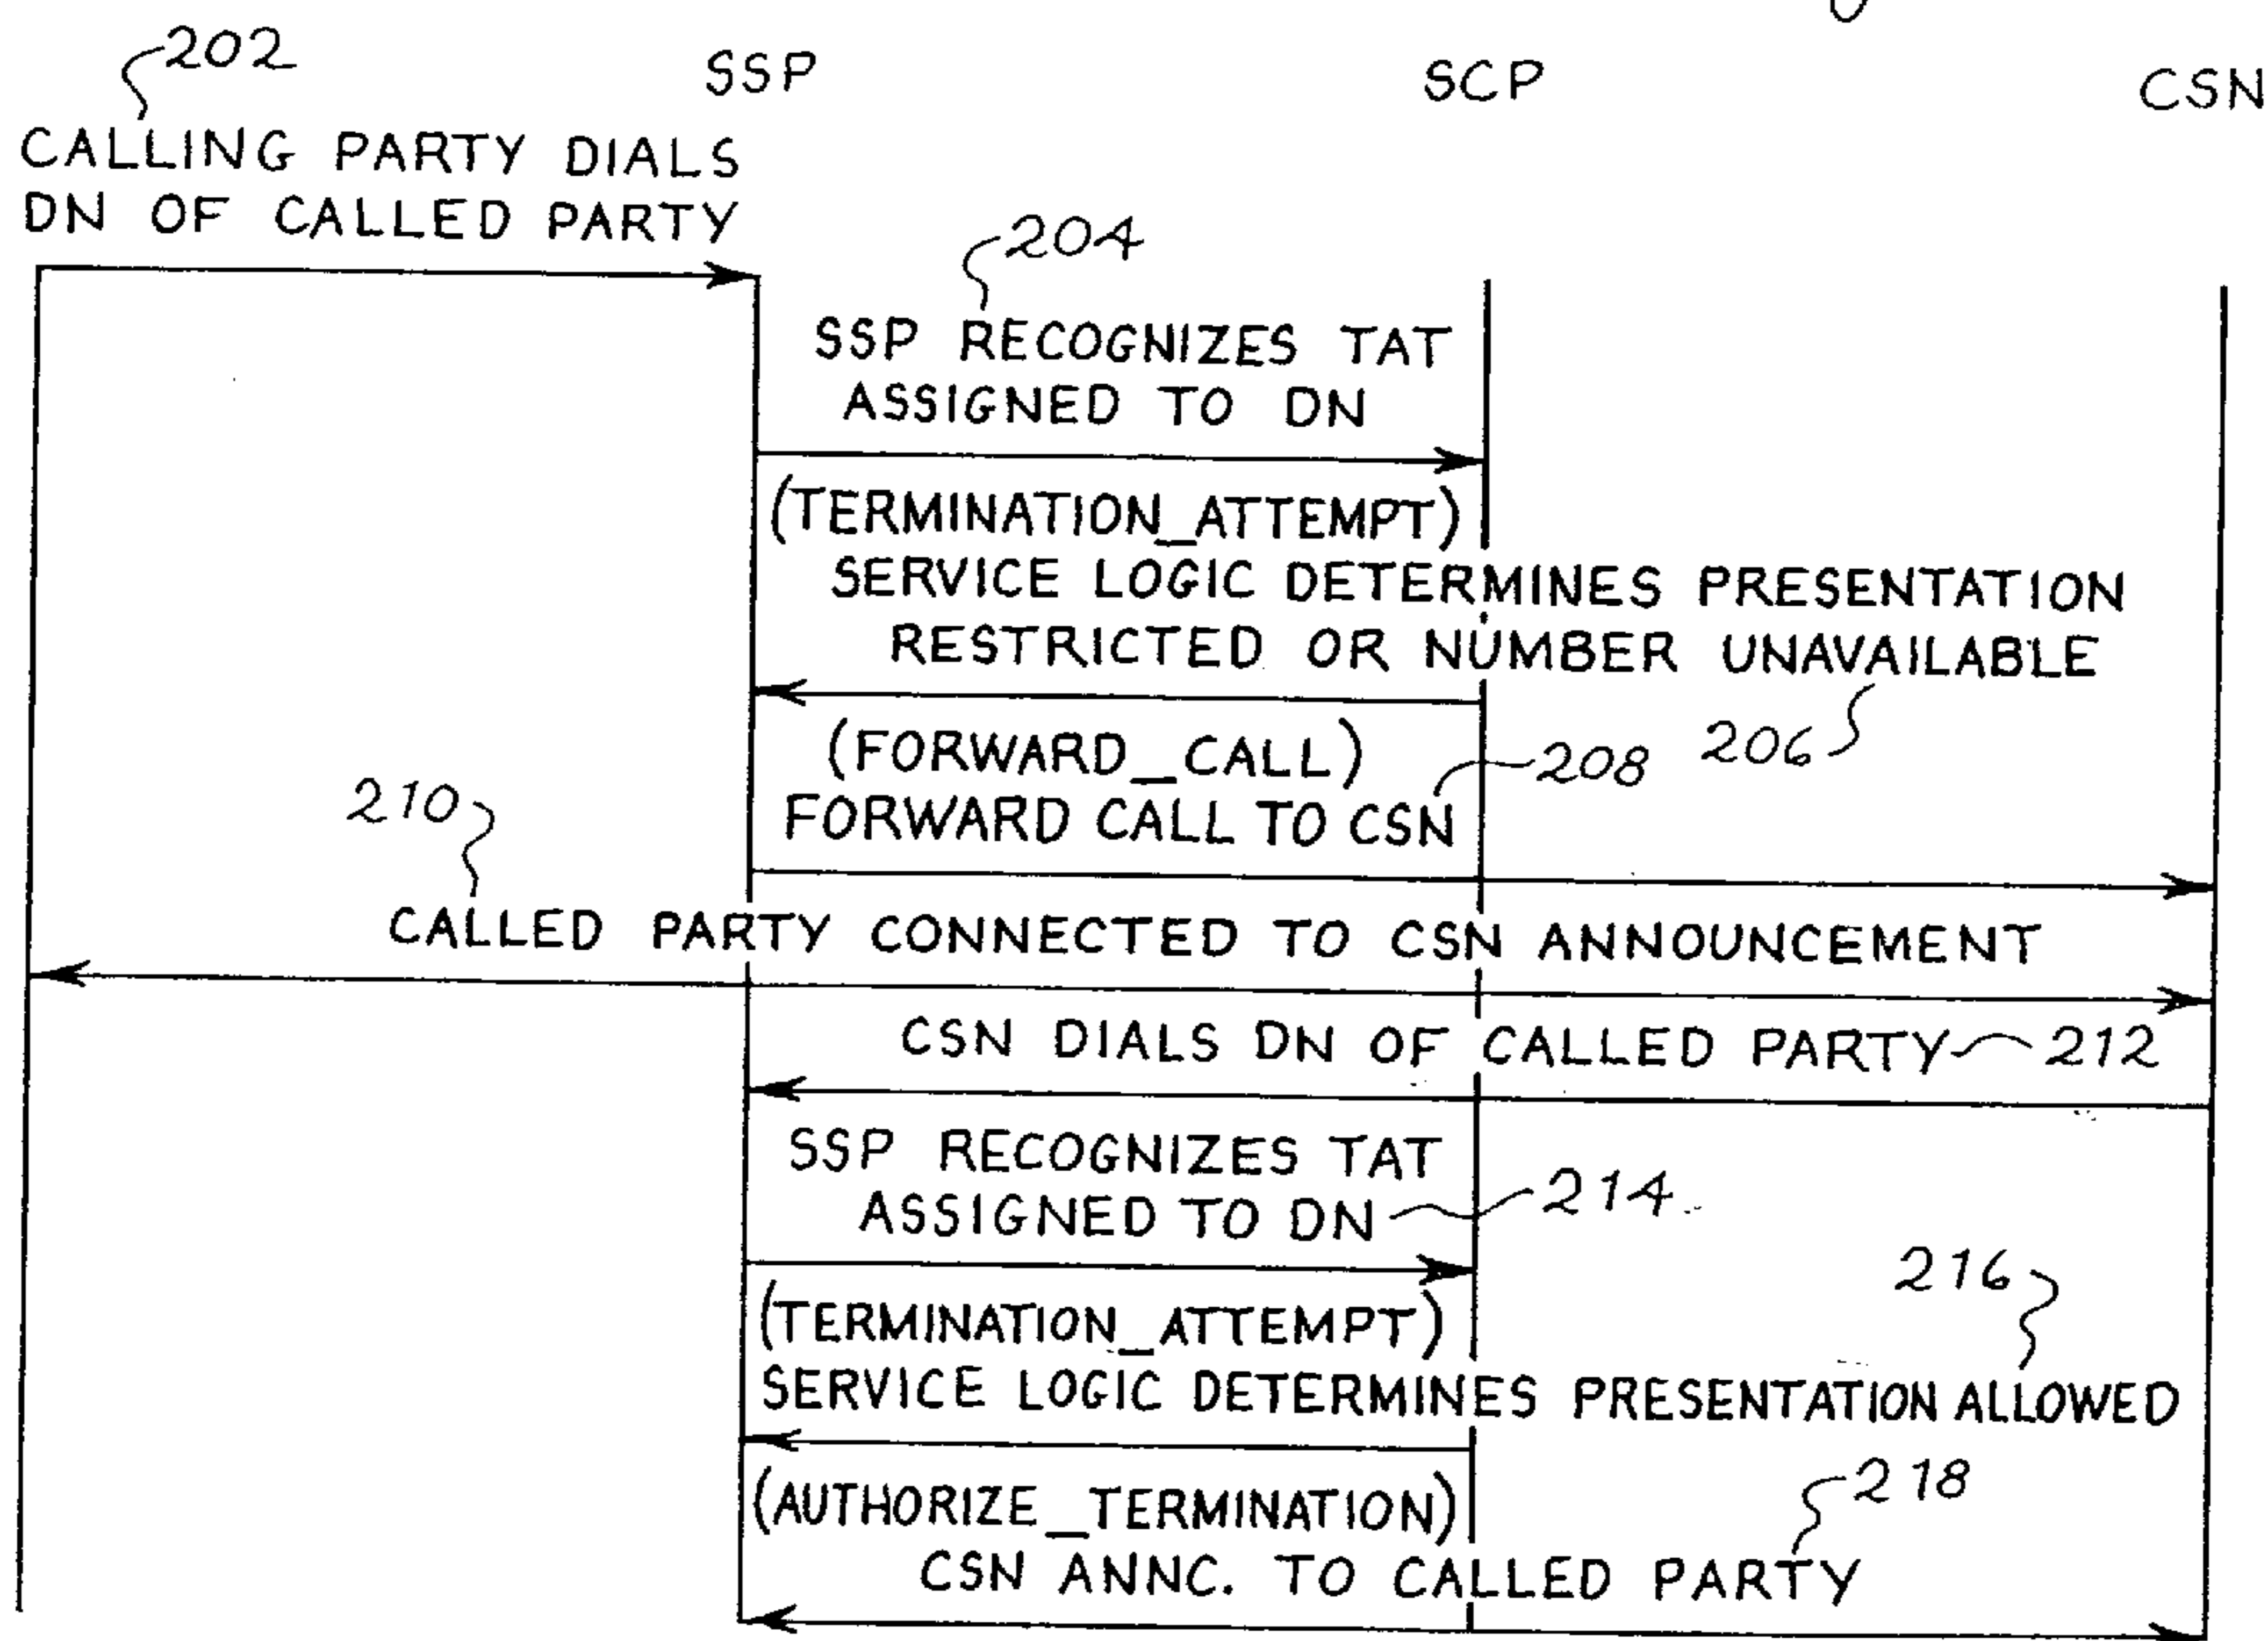 202
SSP
SCP
CSN
CALLING PARTY DIALS
DN OF CALLED PARTY
204
SSP RECOGNIZES TAT
ASSIGNED TO DN
(TERMINATION_ATTEMPT)
SERVICE LOGIC DETERMINES PRESENTATION
RESTRICTED OR NUMBER UNAVAILABLE
206
(FORWARD_CALL)
208
FORWARD CALL TO CSN
210
CALLED PARTY CONNECTED TO CSN ANNOUNCEMENT
CSN DIALS DN OF CALLED PARTY 212
SSP RECOGNIZES TAT
ASSIGNED TO DN 214
216
(TERMINATION_ATTEMPT)
SERVICE LOGIC DETERMINES PRESENTATION ALLOWED
218
(AUTHORIZE_TERMINATION)
CSN ANNC. TO CALLED PARTY